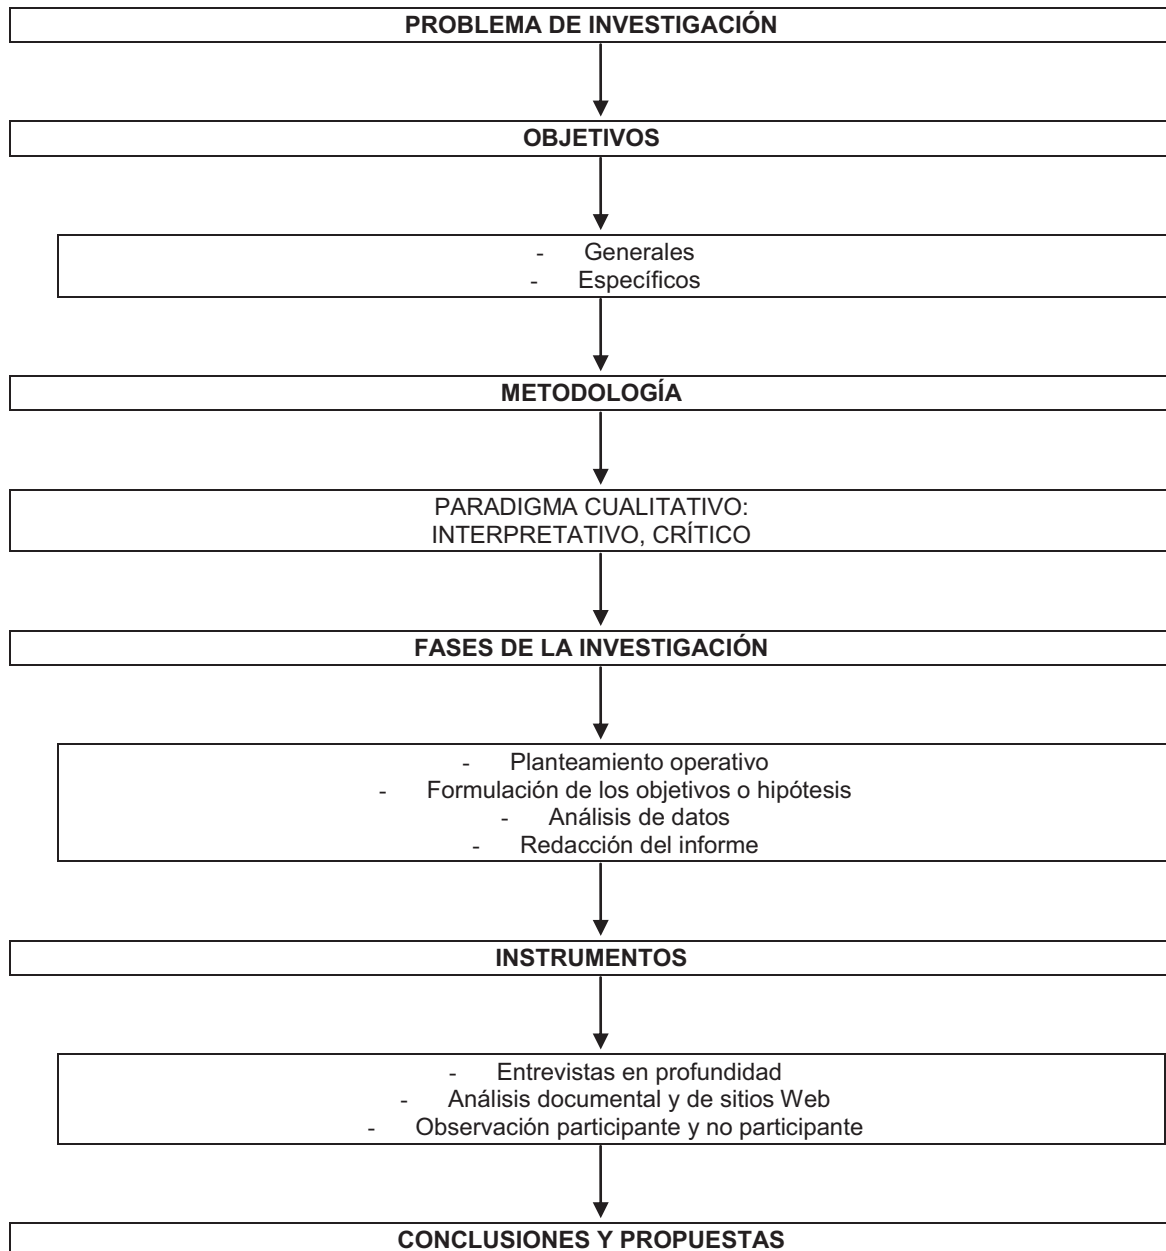 PROBLEMA DE INVESTIGACIÓN
OBJETIVOS
- Generales
- Específicos
METODOLOGÍA
PARADIGMA CUALITATIVO:
INTERPRETATIVO, CRÍTICO
FASES DE LA INVESTIGACIÓN
- Planteamiento operativo
- Formulación de los objetivos o hipótesis
- Análisis de datos
- Redacción del informe
INSTRUMENTOS
- Entrevistas en profundidad
- Análisis documental y de sitios Web
- Observación participante y no participante
CONCLUSIONES Y PROPUESTAS